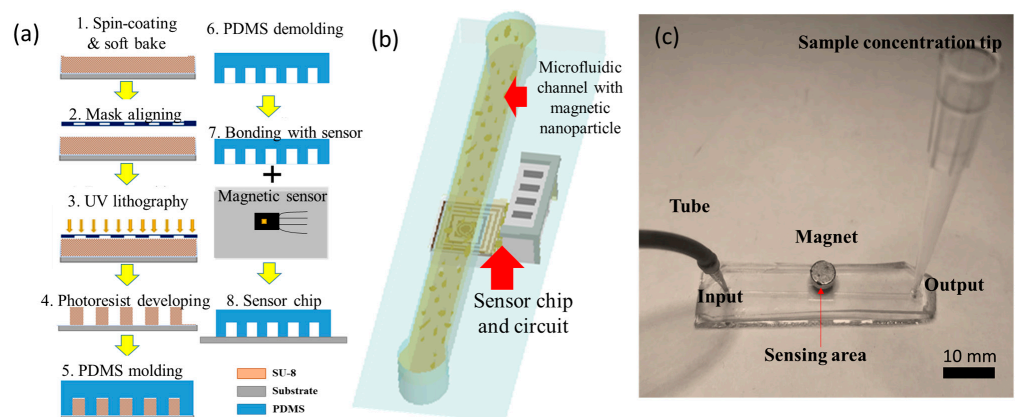 (a)
1. Spin-coating
& soft bake
2. Mask aligning
3. UV lithography
4. Photoresist developing
5. PDMS molding
6. PDMS demolding
7. Bonding with sensor
+
Magnetic sensor
8. Sensor chip
SU-8
Substrate
PDMS
(b)
Microfluidic
channel with
magnetic
nanoparticle
Sensor chip
and circuit
(c)
Sample concentration tip
Tube
Magnet
Input
Output
Sensing area
10 mm